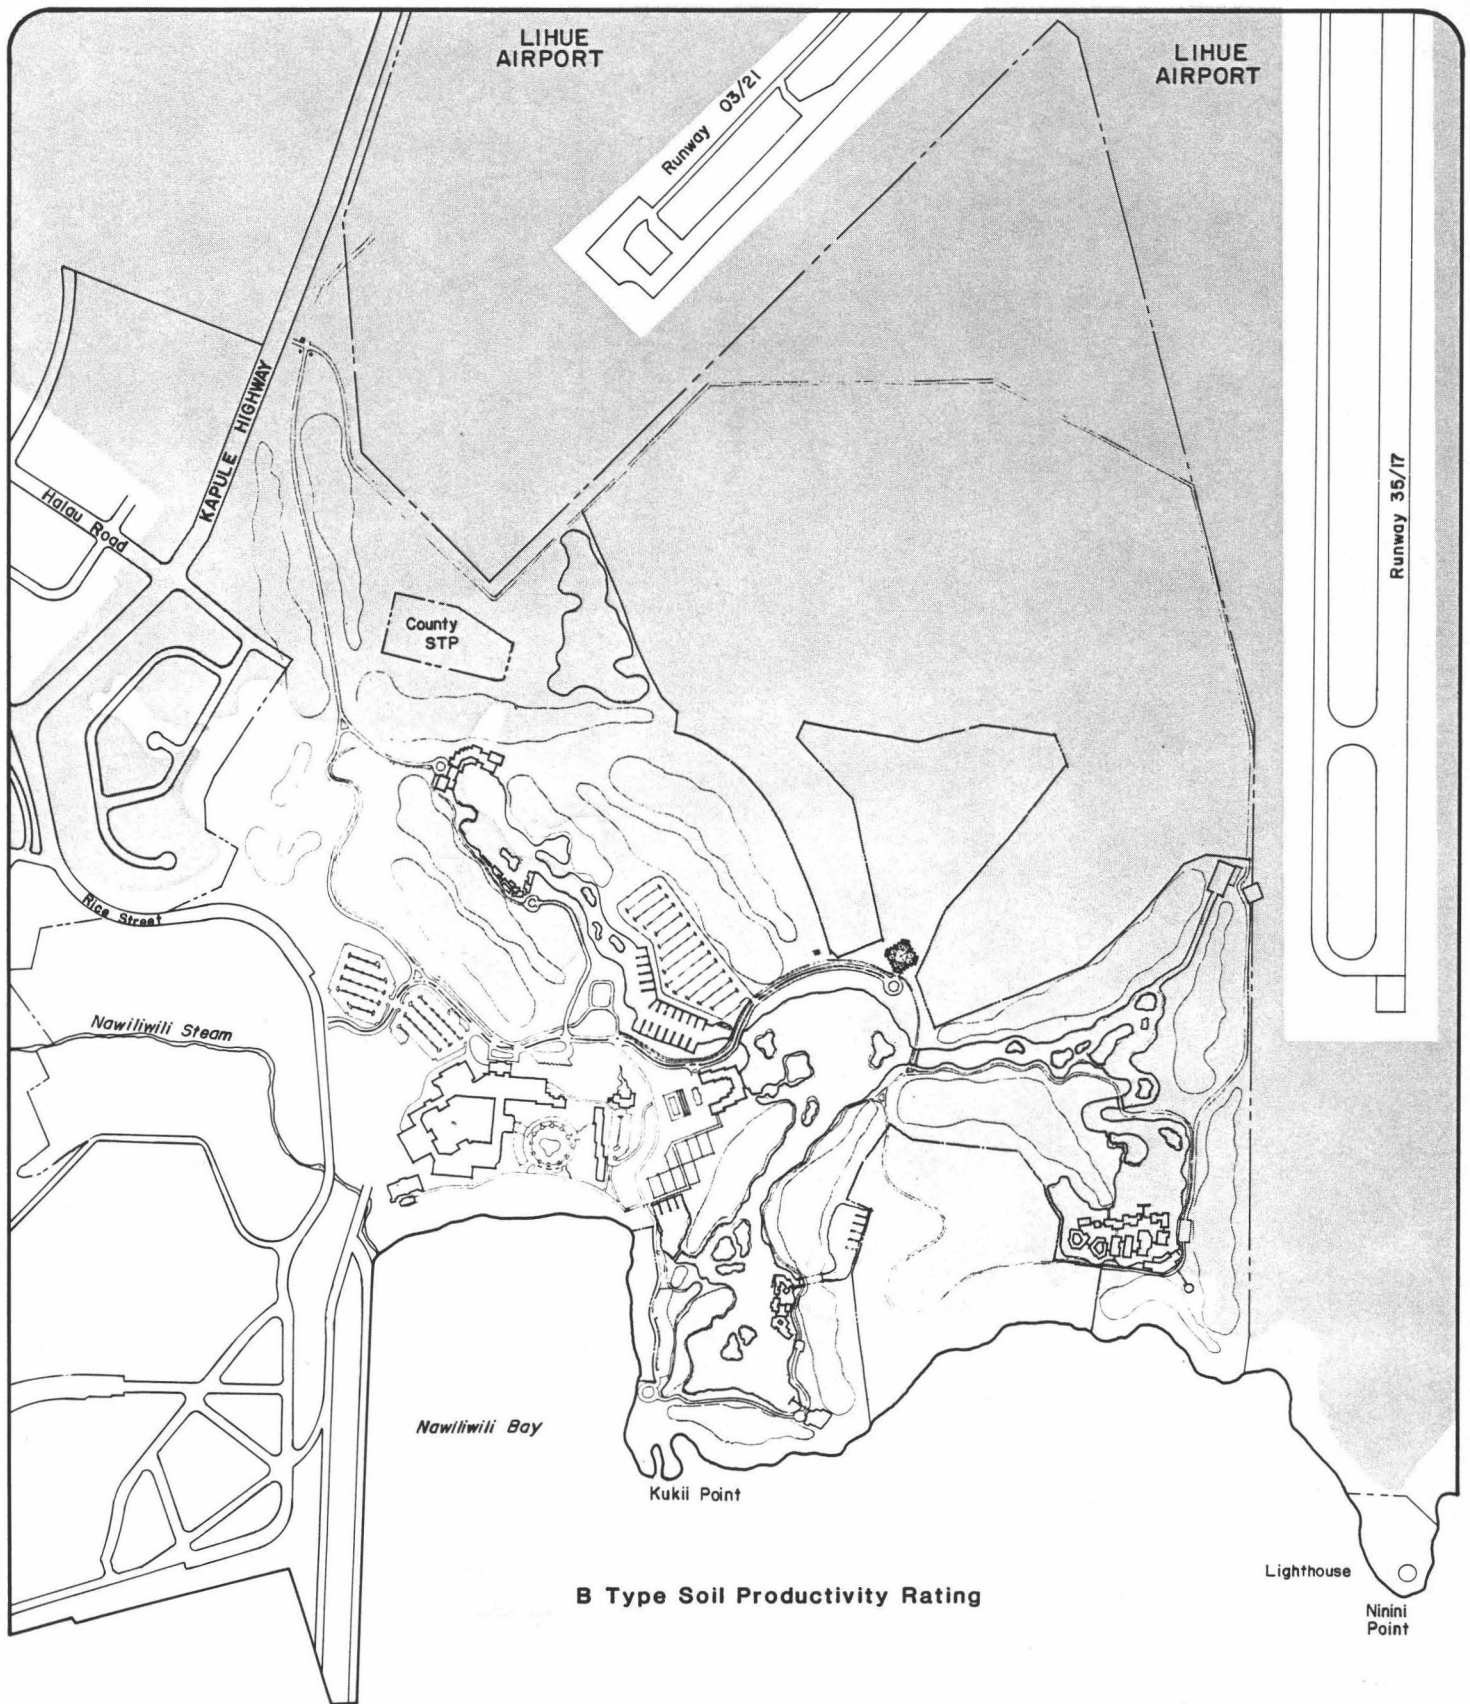 LIHUE
AIRPORT
LIHUE
AIRPORT
Runway 03/21
KAPULE HIGHWAY
Runway 35/17
Halau Road
County
STP
Rice Street
Nawiliwili Steam
Nawiliwili Bay
Kukii Point
Lighthouse
B Type Soil Productivity Rating
Ninini
Point